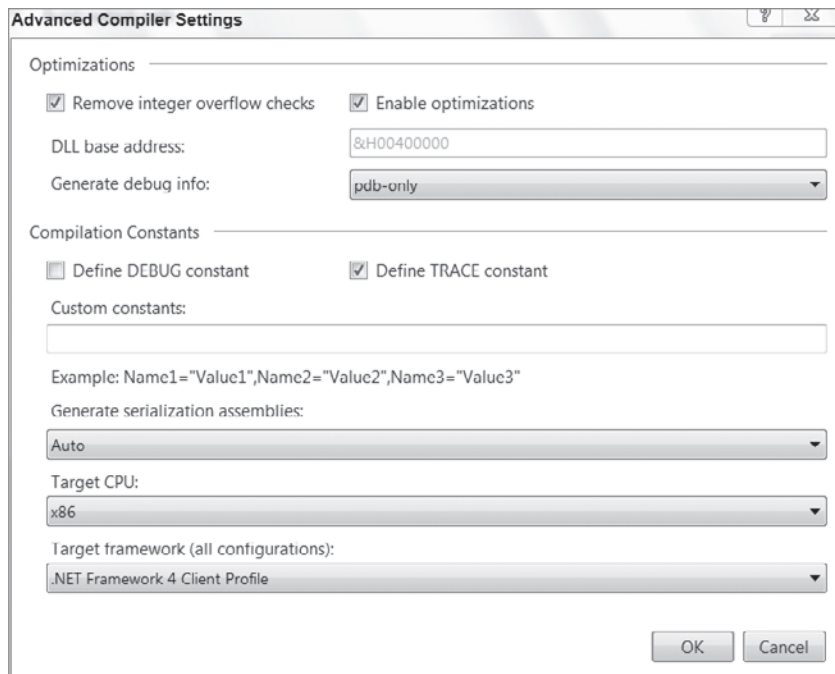 Advanced Compiler Settings
Optimizations
Remove integer overflow checks
Enable optimizations
DLL base address:
&H00400000
Generate debug info:
pdb-only
Compilation Constants
Define DEBUG constant
Define TRACE constant
Custom constants:
Example: Name1="Value1",Name2="Value2",Name3="Value3"
Generate serialization assemblies:
Auto
Target CPU:
x86
Target framework (all configurations):
.NET Framework 4 Client Profile
OK
Cancel